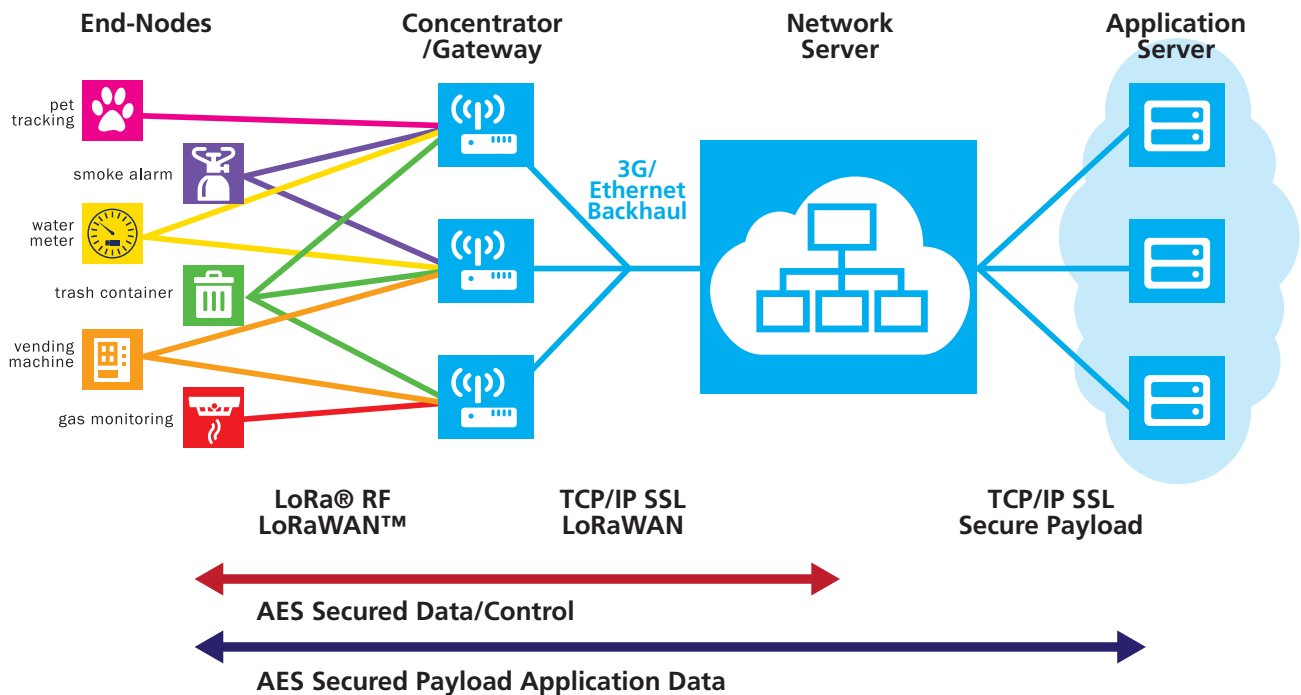 End-Nodes
Concentrator
/Gateway
Network
Server
Application
Server
pet
tracking
smoke alarm
water
meter
trash container
vending
machine
gas monitoring
3G/
Ethernet
Backhaul
LoRa® RF
LoRaWAN™
TCP/IP SSL
LoRaWAN
TCP/IP SSL
Secure Payload
AES Secured Data/Control
AES Secured Payload Application Data